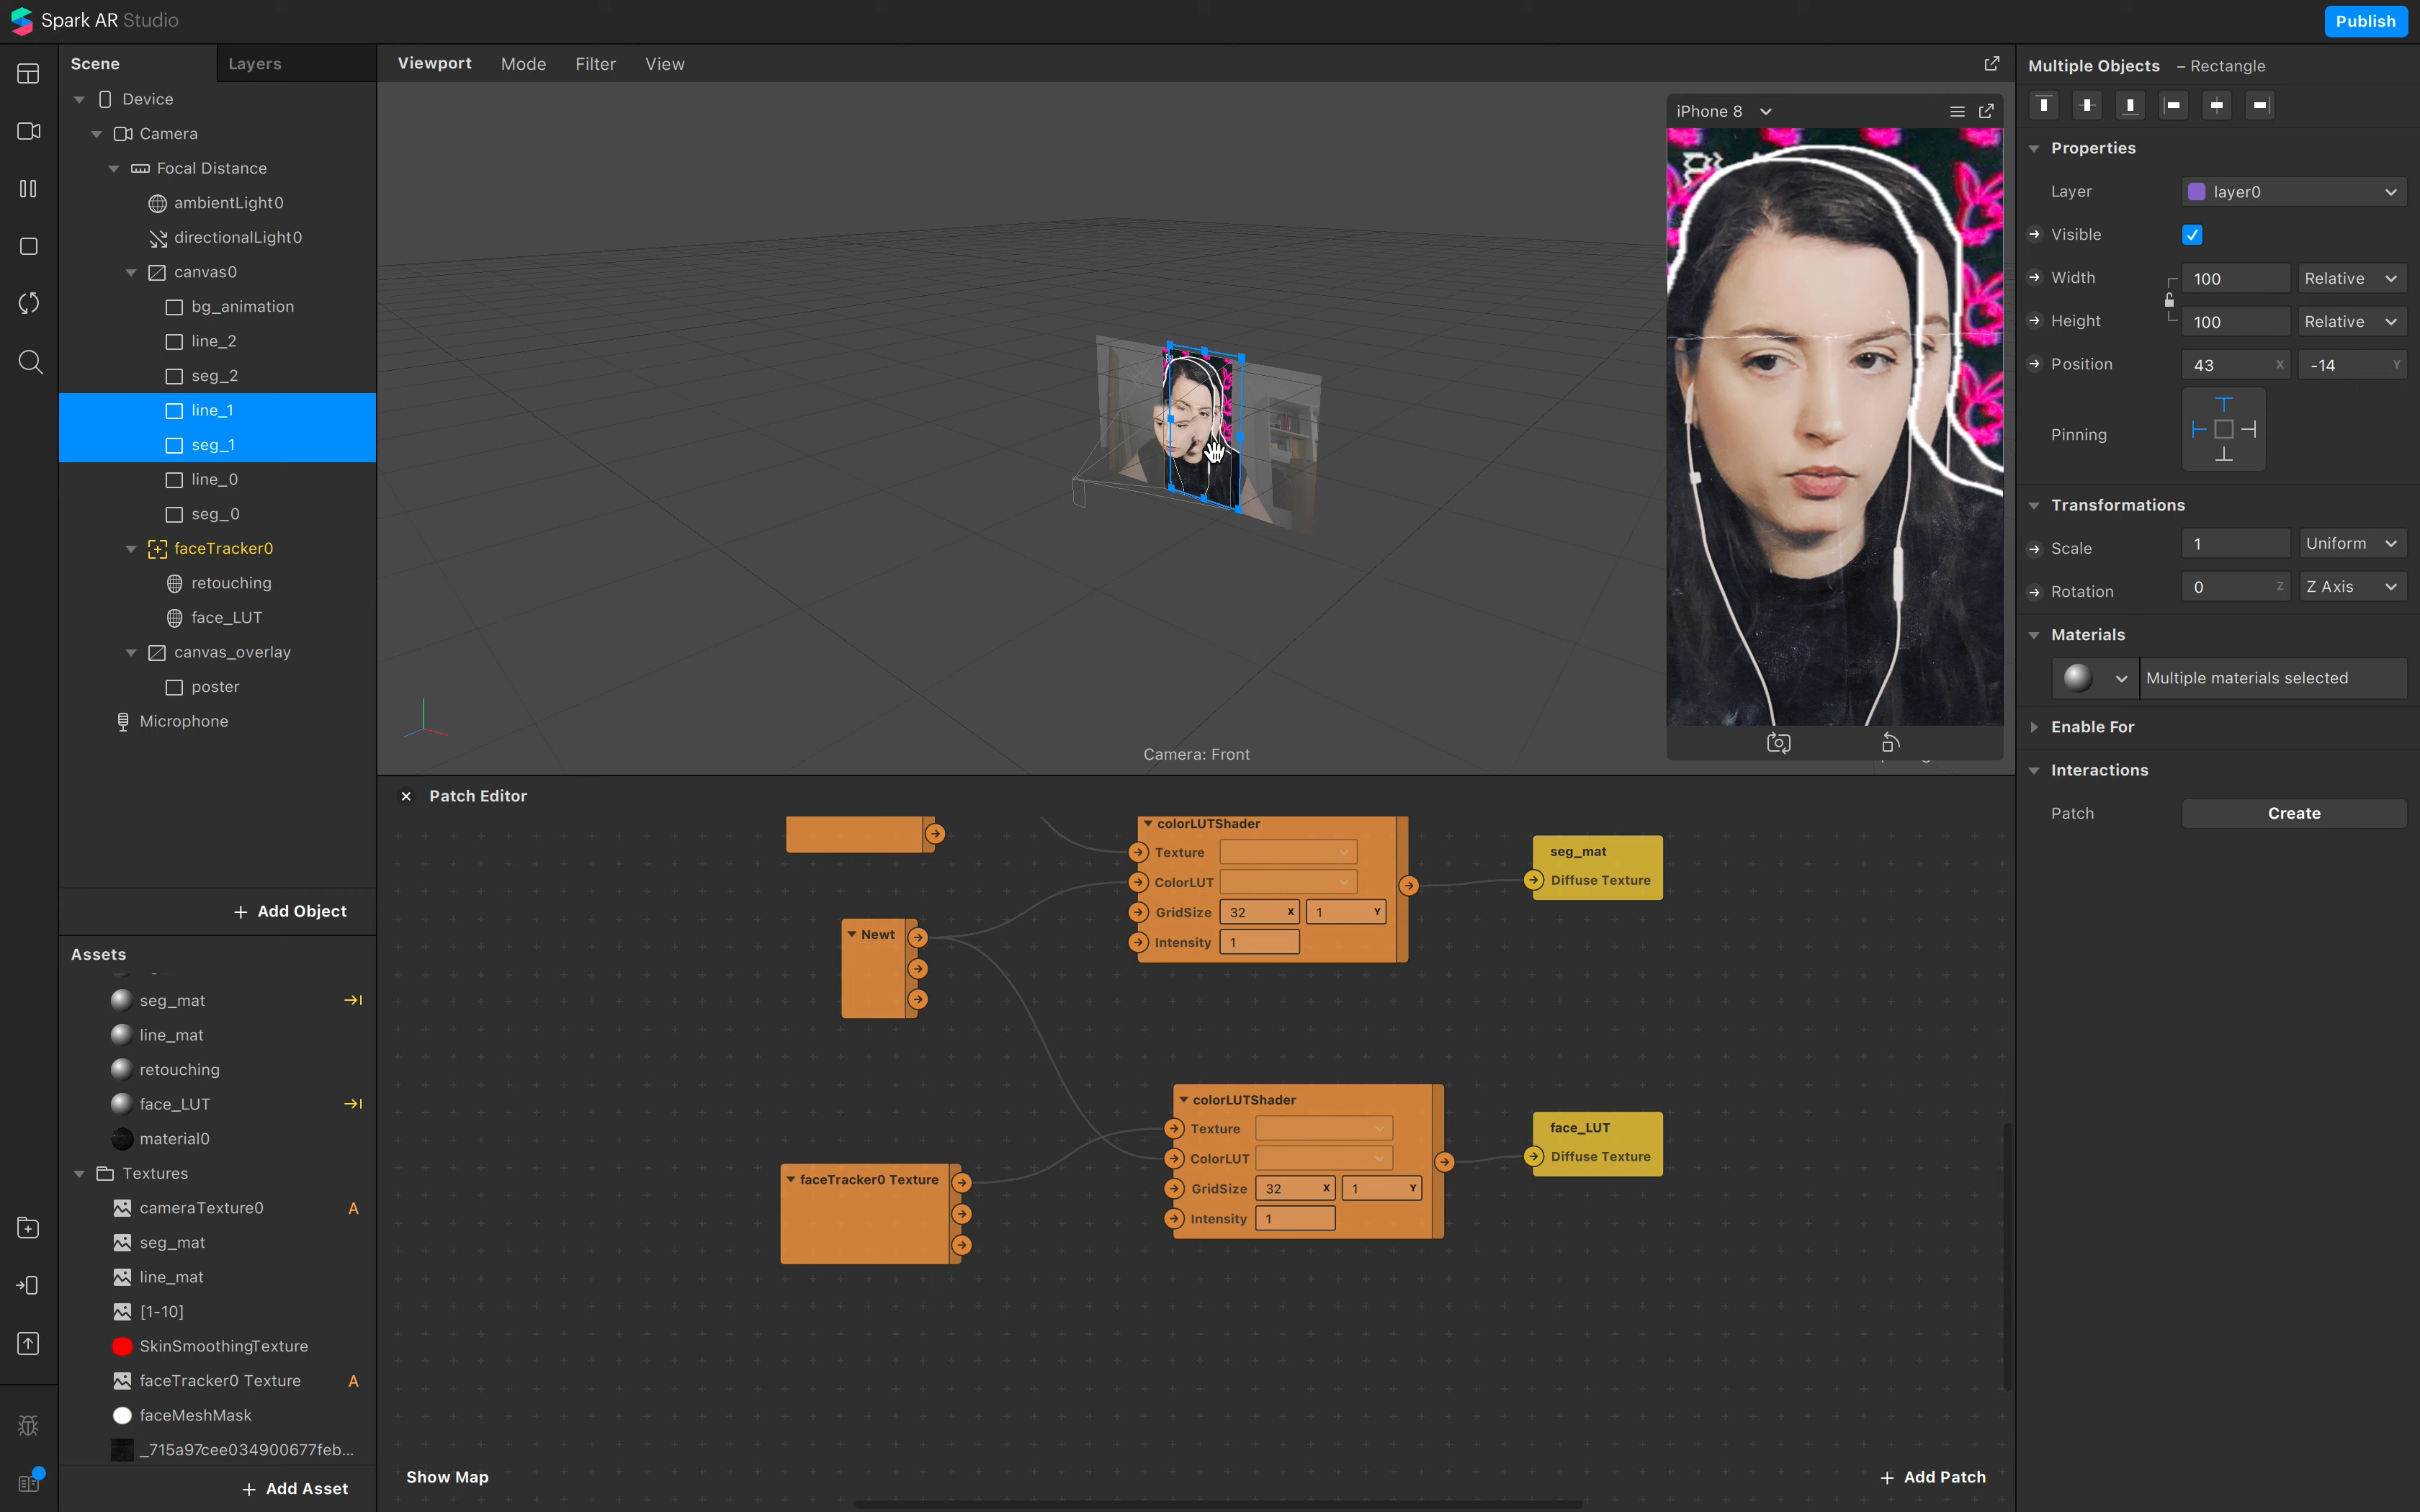 Spark AR Studio
Publish
Scene
Layers
Device
Camera
Focal Distance
ambientLight0
directionalLight0
canvas0
bg_animation
line_2
seg_2
line_1
seg_1
line_0
seg_0
faceTracker0
retouching
face_LUT
canvas_overlay
poster
Microphone
+ Add Object
Assets
seg_mat
line_mat
retouching
face_LUT
material0
Textures
cameraTexture0 A
seg_mat
line_mat
[1-10]
SkinSmoothingTexture
faceTracker0 Texture A
faceMeshMask
_715a97cee034900677feb...
+ Add Asset
Viewport Mode Filter View
iPhone 8
Camera: Front
Patch Editor
colorLUTShader
Texture
ColorLUT
GridSize 32 X 1 Y
Intensity 1
seg_mat
Diffuse Texture
Newt
colorLUTShader
Texture
ColorLUT
GridSize 32 X 1 Y
Intensity 1
face_LUT
Diffuse Texture
faceTracker0 Texture
Show Map
+ Add Patch
Multiple Objects – Rectangle
Properties
Layer layer0
Visible
Width 100 Relative
Height 100 Relative
Position 43 X -14 Y
Pinning
Transformations
Scale 1 Uniform
Rotation 0 Z Z Axis
Materials
Multiple materials selected
Enable For
Interactions
Patch Create